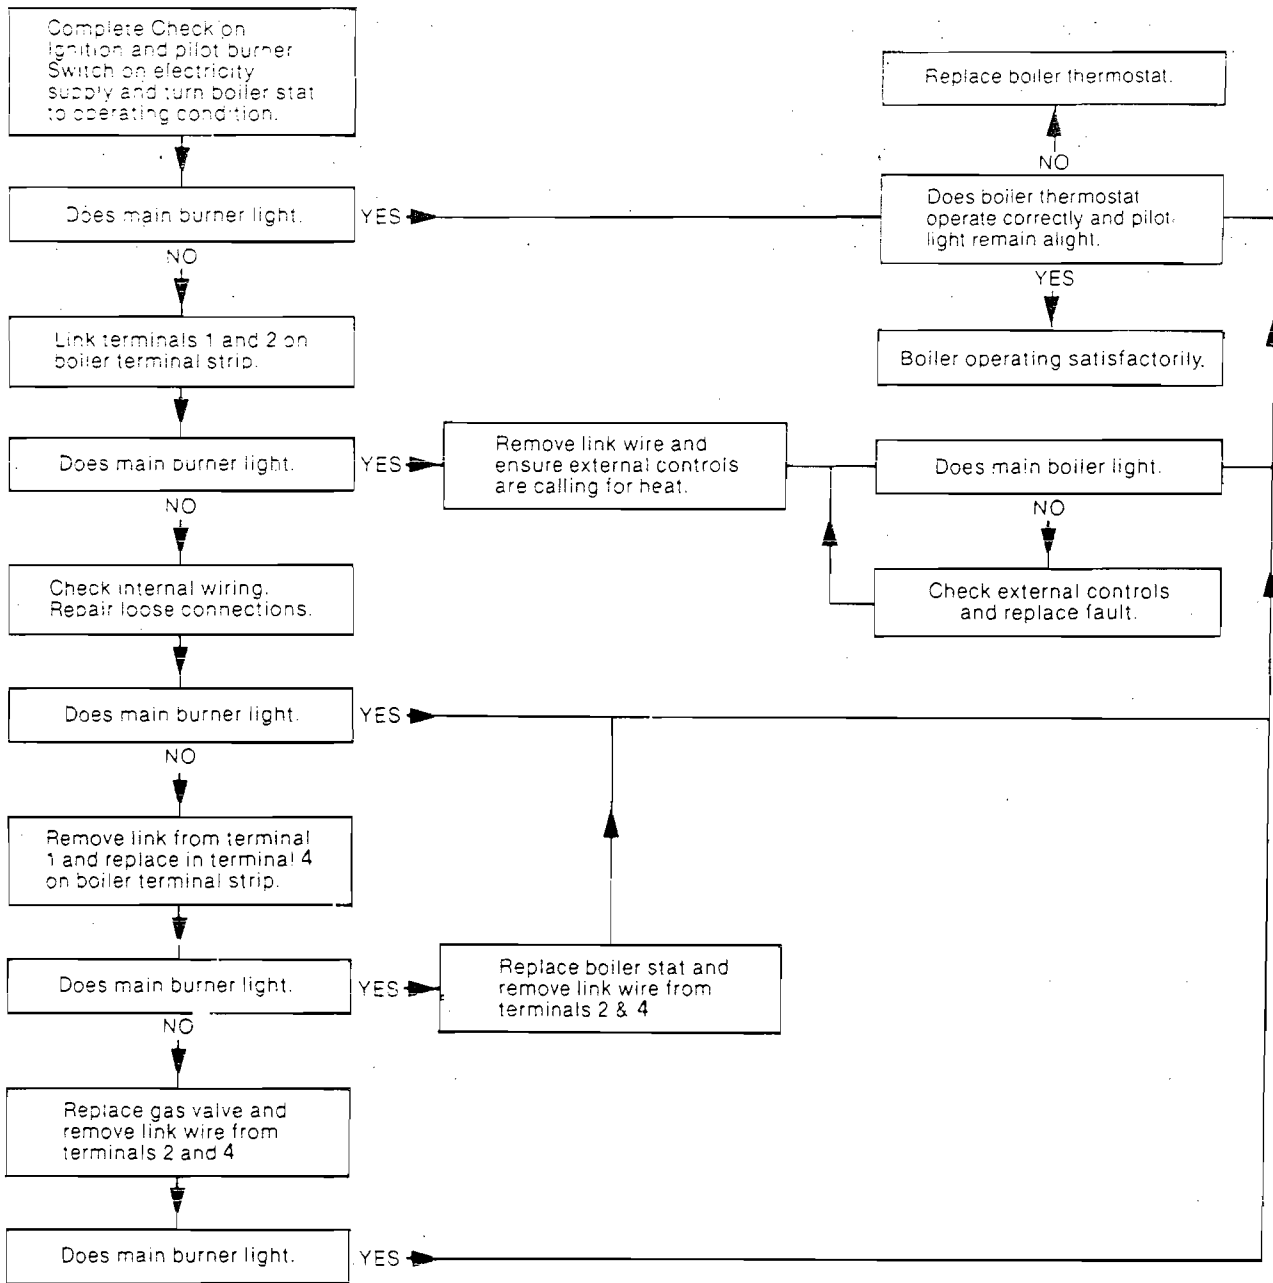 Complete Check on
Ignition and pilot burner
Switch on electricity
supply and turn boiler stat
to operating condition.
Does main burner light.
YES
NO
Link terminals 1 and 2 on
boiler terminal strip.
Does main burner light.
YES
Remove link wire and
ensure external controls
are calling for heat.
NO
Check internal wiring.
Repair loose connections.
Does main burner light.
YES
NO
Remove link from terminal
1 and replace in terminal 4
on boiler terminal strip.
Does main burner light.
YES
Replace boiler stat and
remove link wire from
terminals 2 & 4
NO
Replace gas valve and
remove link wire from
terminals 2 and 4
Does main burner light.
YES
Replace boiler thermostat.
NO
Does boiler thermostat
operate correctly and pilot
light remain alight.
YES
Boiler operating satisfactorily.
Does main boiler light.
NO
Check external controls
and replace fault.